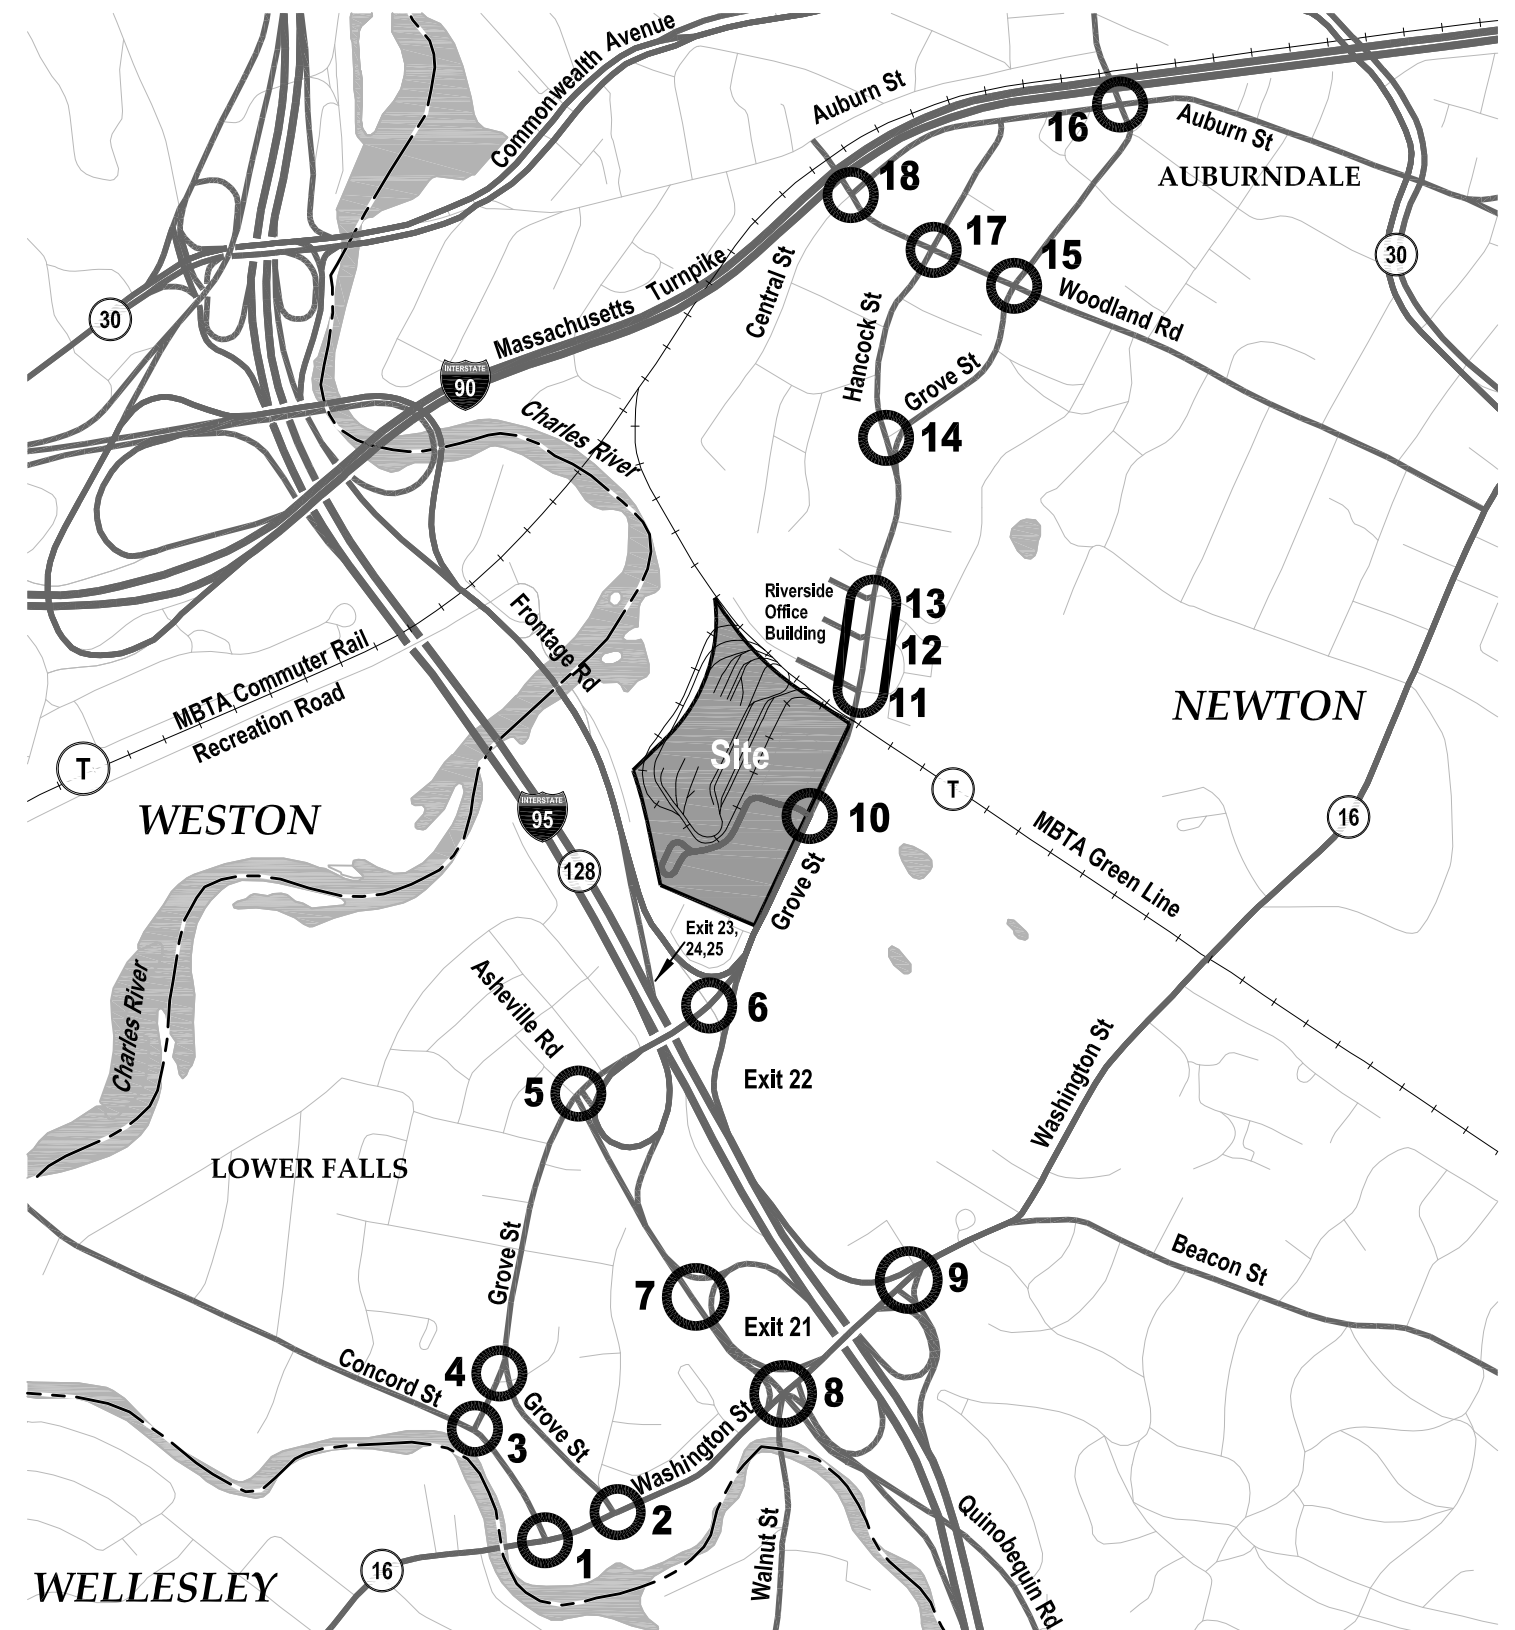 Commonwealth Avenue
Auburn St
16
Auburn St
AUBURNDALE
18
17
15
30
30
Massachusetts Turnpike
Central St
Woodland Rd
Hancock St
Grove St
INTERSTATE
90
Charles River
14
Riverside
Office
Building
13
12
11
Frontage Rd
MBTA Commuter Rail
Recreation Road
T
NEWTON
Site
T
WESTON
INTERSTATE
95
128
10
16
MBTA Green Line
Grove St
Exit 23,
24,25
Asheville Rd
Charles River
6
Washington St
5
Exit 22
LOWER FALLS
Grove St
Beacon St
7
9
Exit 21
Concord St
4
8
Grove St
3
Washington St
2
1
Walnut St
Quinobequin Rd
16
WELLESLEY